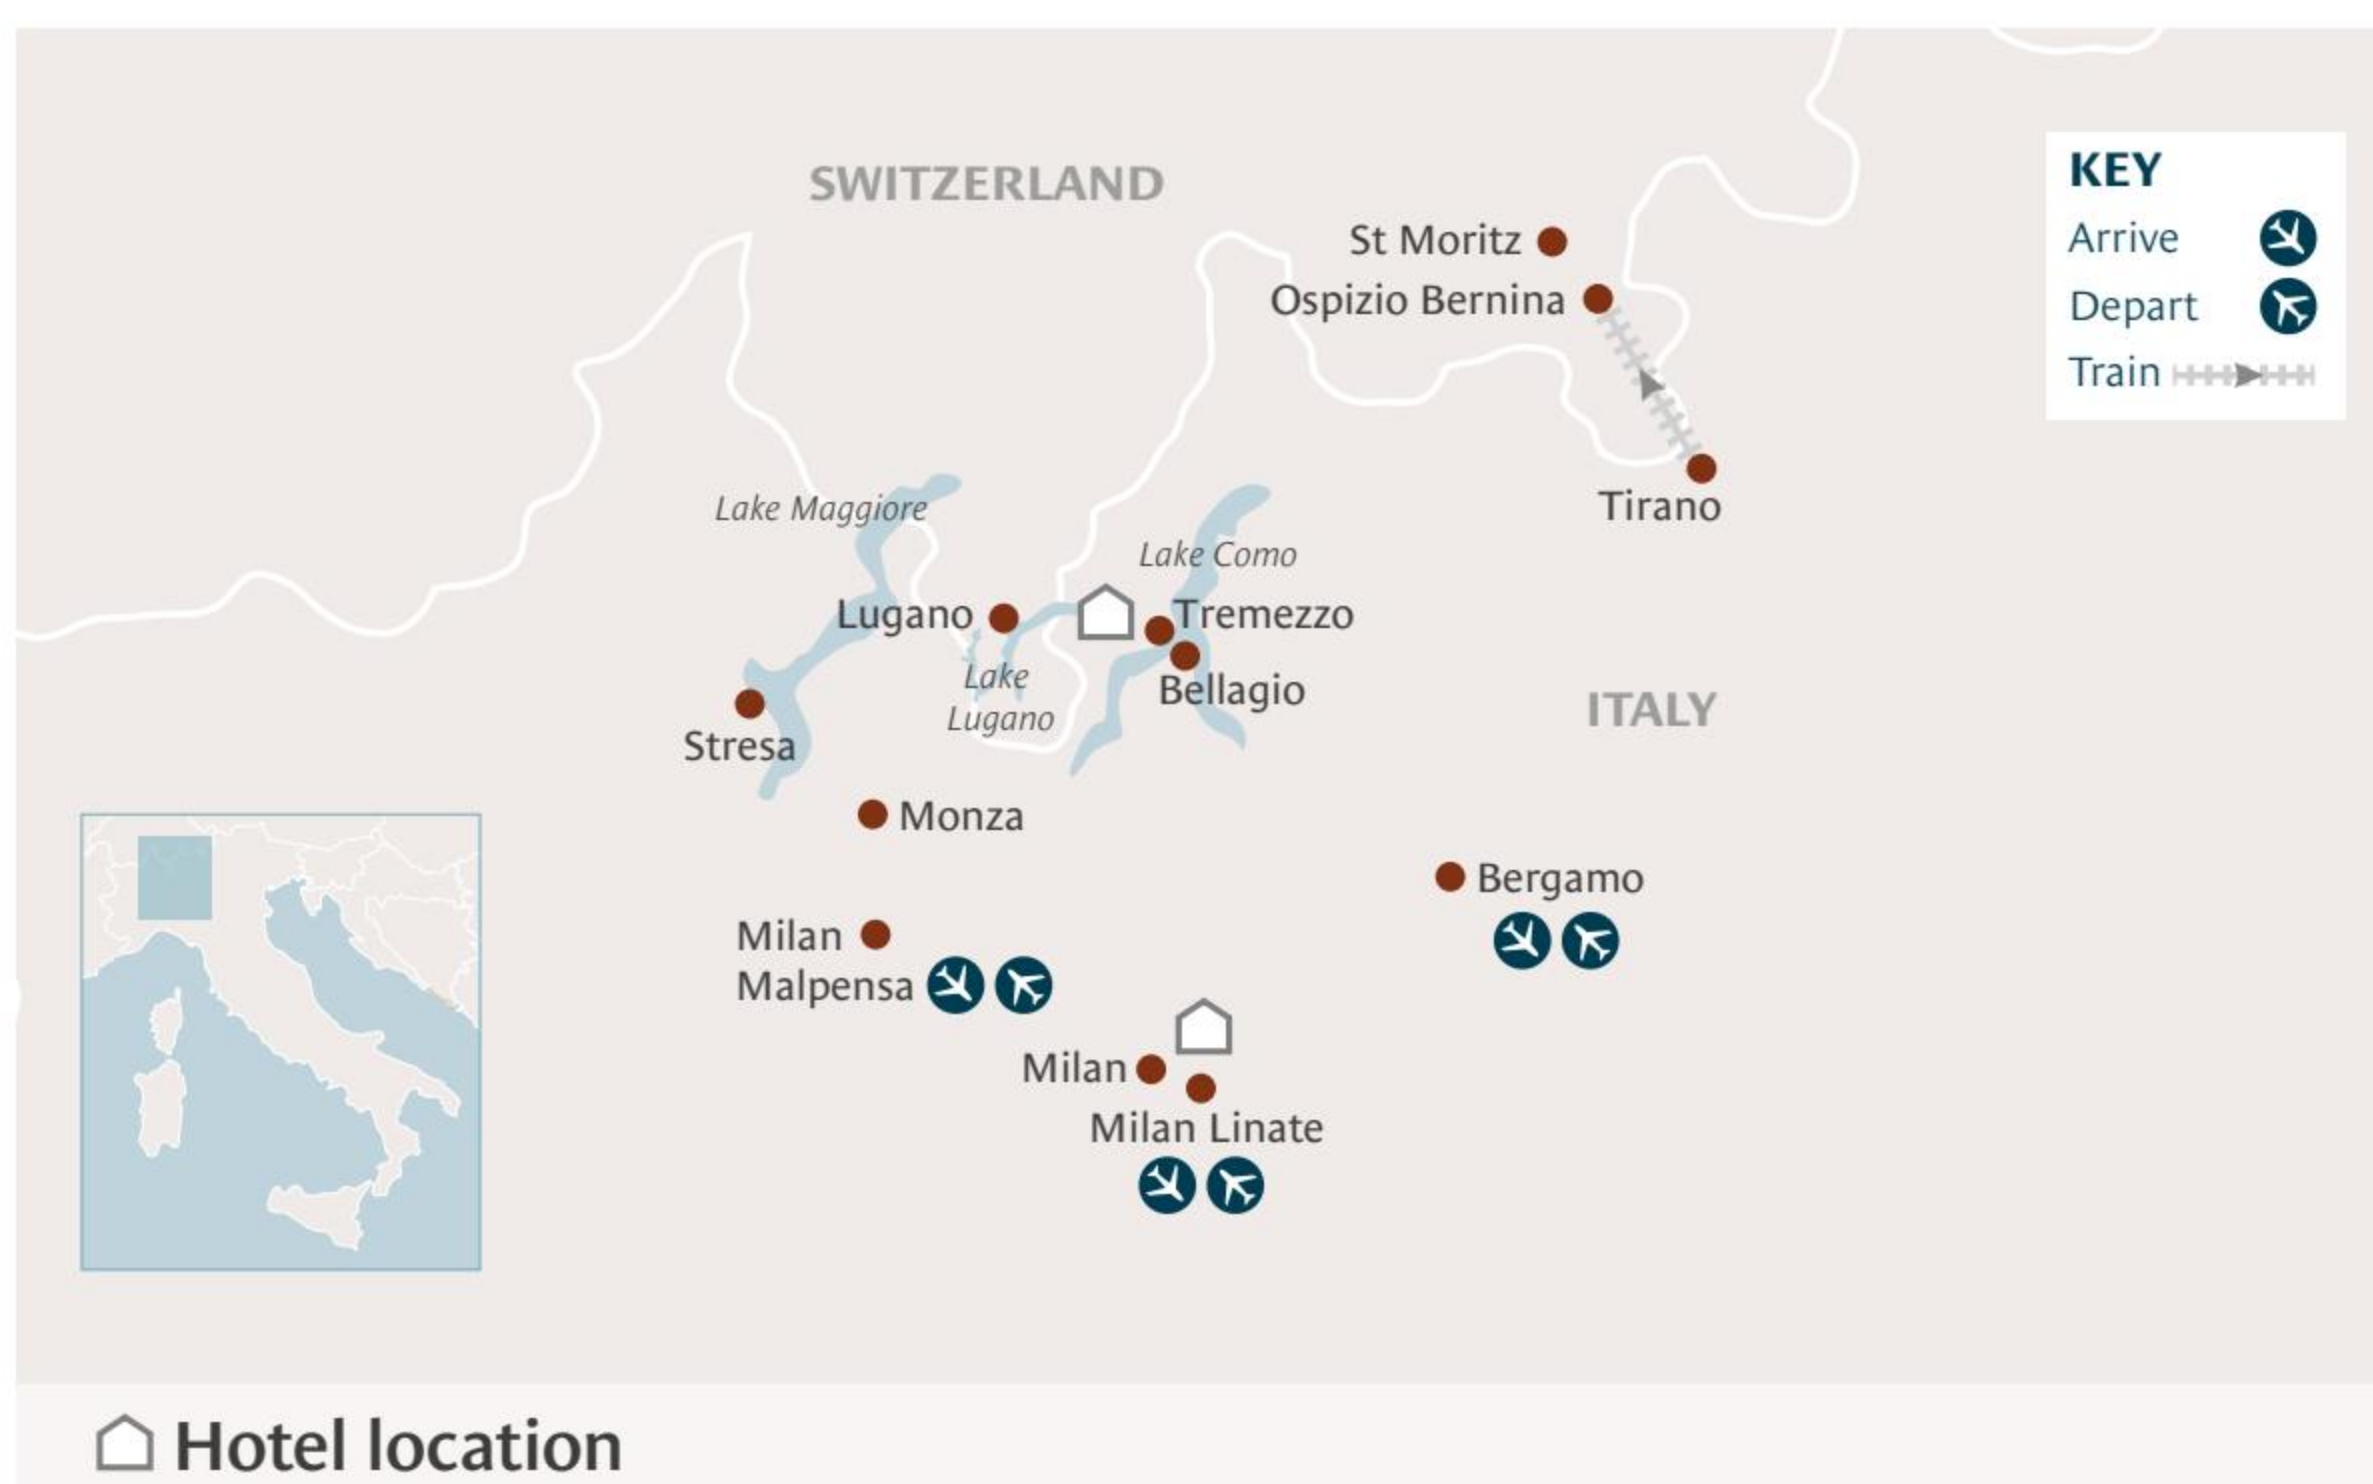 SWITZERLAND
KEY
Arrive
Depart
Train
St Moritz
Ospizio Bernina
Tirano
Lake Maggiore
Lake Como
Lugano
Tremezzo
Bellagio
Lake
Lugano
Stresa
ITALY
Monza
Bergamo
Milan
Malpensa
Milan
Milan Linate
Hotel location